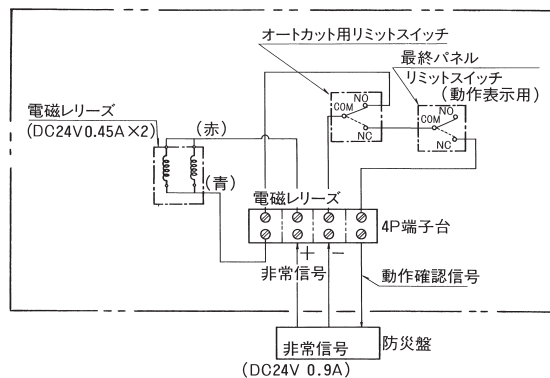 オートカット用リミットスイッチ
最終パネル
リミットスイッチ
(動作表示用)
NO
COM
NC
NO
COM
NC
電磁レリーズ
(DC24V 0.45A×2)
(赤)
(青)
電磁レリーズ
4P端子台
+
−
非常信号
動作確認信号
非常信号
防災盤
(DC24V 0.9A)